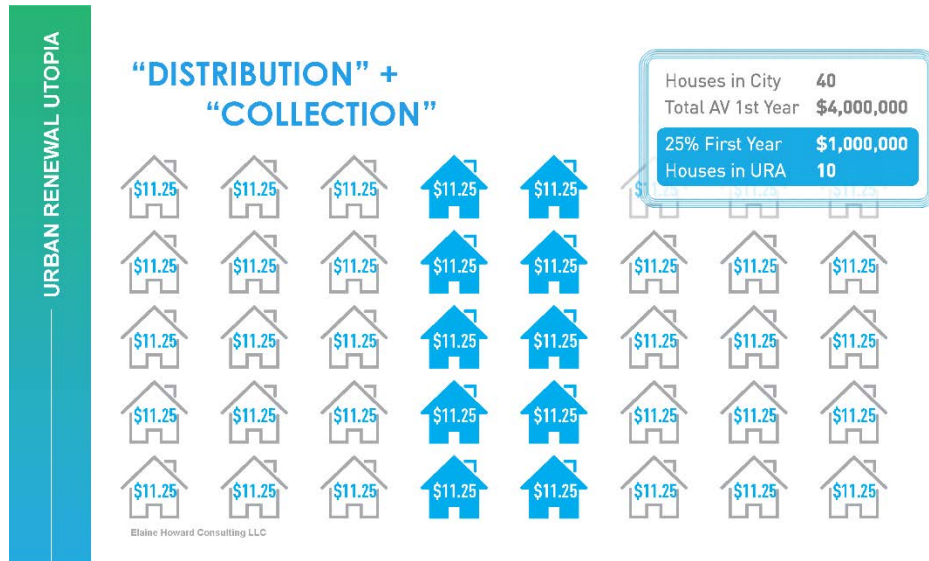 URBAN RENEWAL UTOPIA
“DISTRIBUTION” +
“COLLECTION”
Houses in City 40
Total AV 1st Year $4,000,000
25% First Year $1,000,000
Houses in URA 10
$11.25 $11.25 $11.25 $11.25 $11.25
$11.25 $11.25 $11.25 $11.25 $11.25 $11.25 $11.25 $11.25
$11.25 $11.25 $11.25 $11.25 $11.25 $11.25 $11.25 $11.25
$11.25 $11.25 $11.25 $11.25 $11.25 $11.25 $11.25 $11.25
$11.25 $11.25 $11.25 $11.25 $11.25 $11.25 $11.25 $11.25
Elaine Howard Consulting LLC